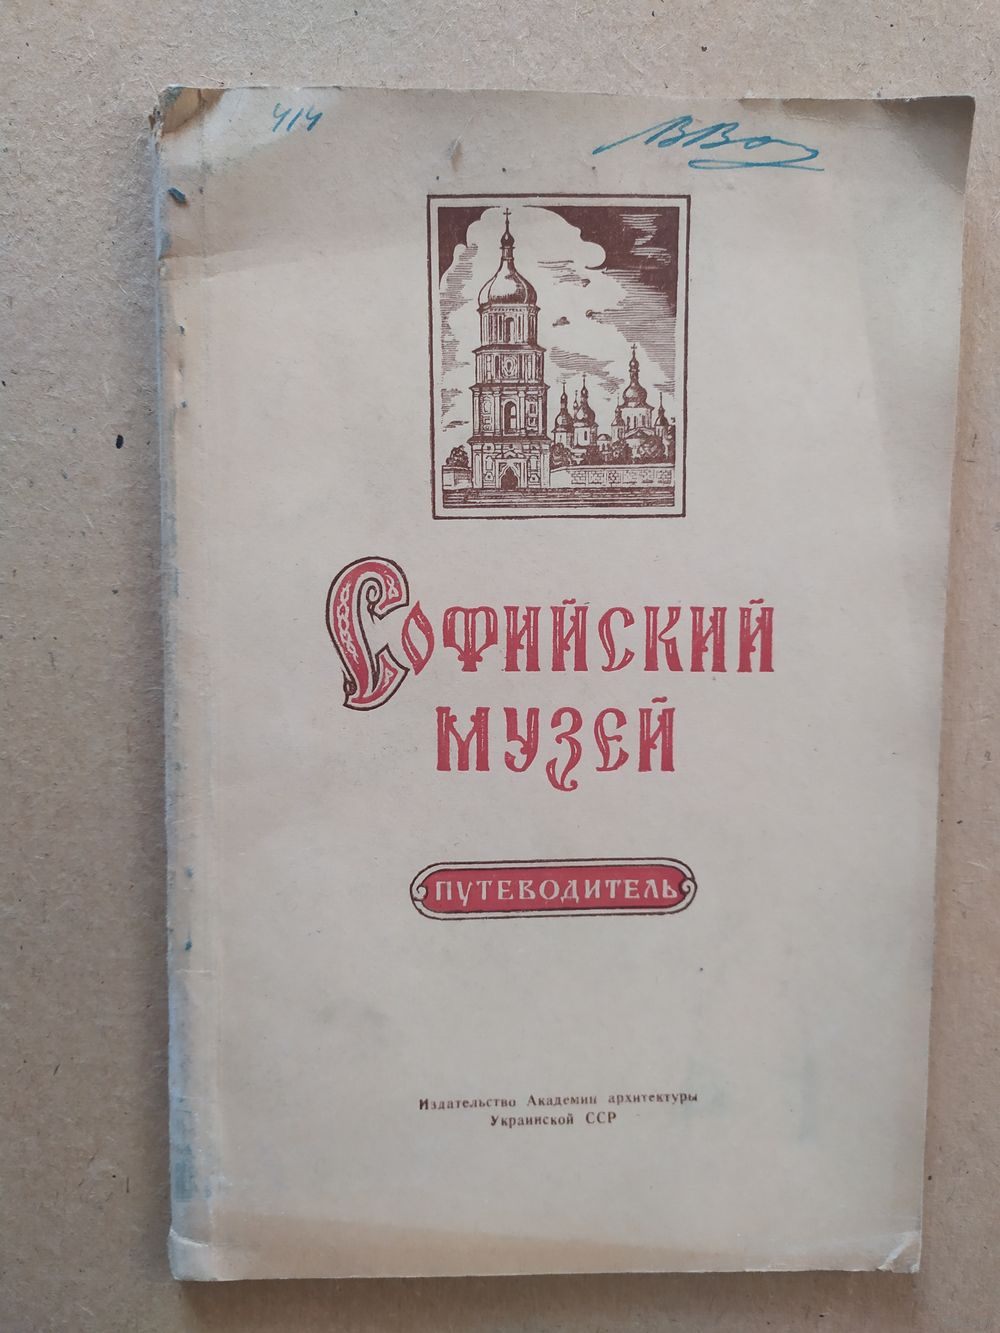 414
Софийский
музей
ПУТЕВОДИТЕЛЬ
Издательство Академии архитектуры
Украинской ССР